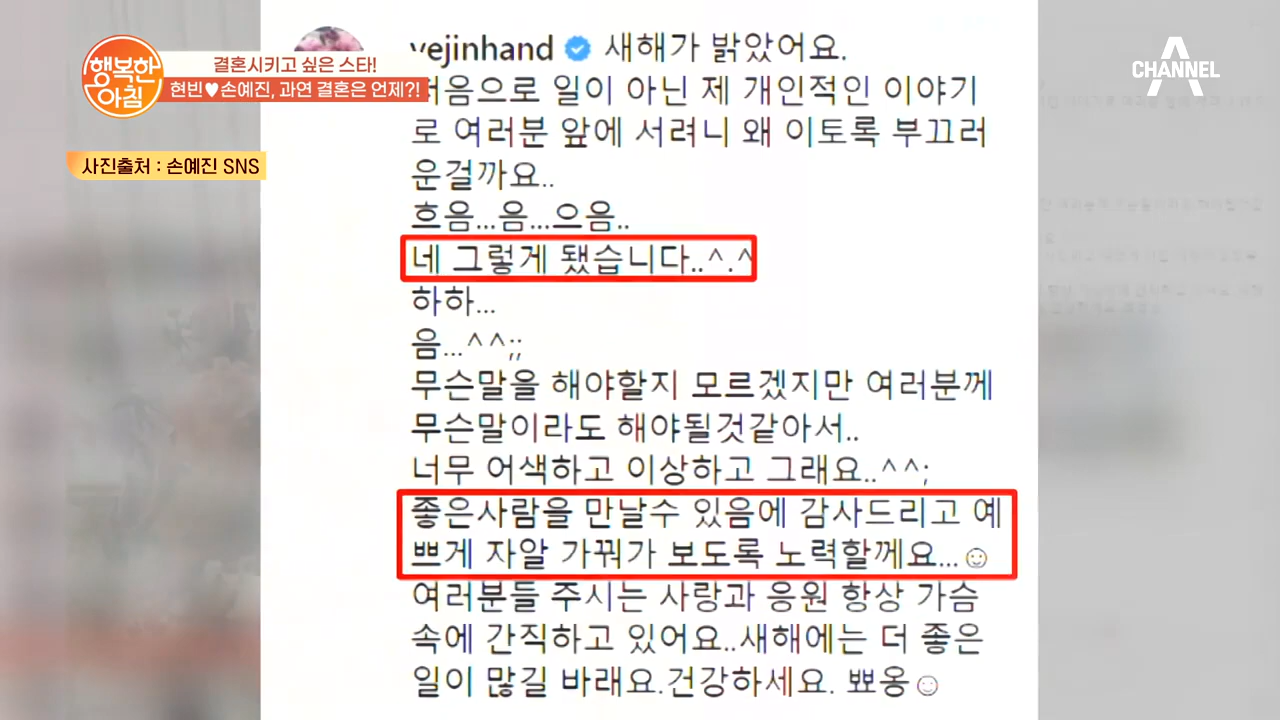 행복한
아침
결혼시키고 싶은 스타!
현빈♥손예진, 과연 결혼은 언제?!
사진출처 : 손예진 SNS
CHANNEL A
yejinhand 새해가 밝았어요.
처음으로 일이 아닌 제 개인적인 이야기
로 여러분 앞에 서려니 왜 이토록 부끄러
운걸까요..
흐음...음...으음..
네 그렇게 됐습니다..^.^
하하...
음...^^;;
무슨말을 해야할지 모르겠지만 여러분께
무슨말이라도 해야될것같아서..
너무 어색하고 이상하고 그래요..^^;
좋은사람을 만날수 있음에 감사드리고 예
쁘게 자알 가꿔가 보도록 노력할께요...☺
여러분들 주시는 사랑과 응원 항상 가슴
속에 간직하고 있어요..새해에는 더 좋은
일이 많길 바래요.건강하세요. 뾰옹☺